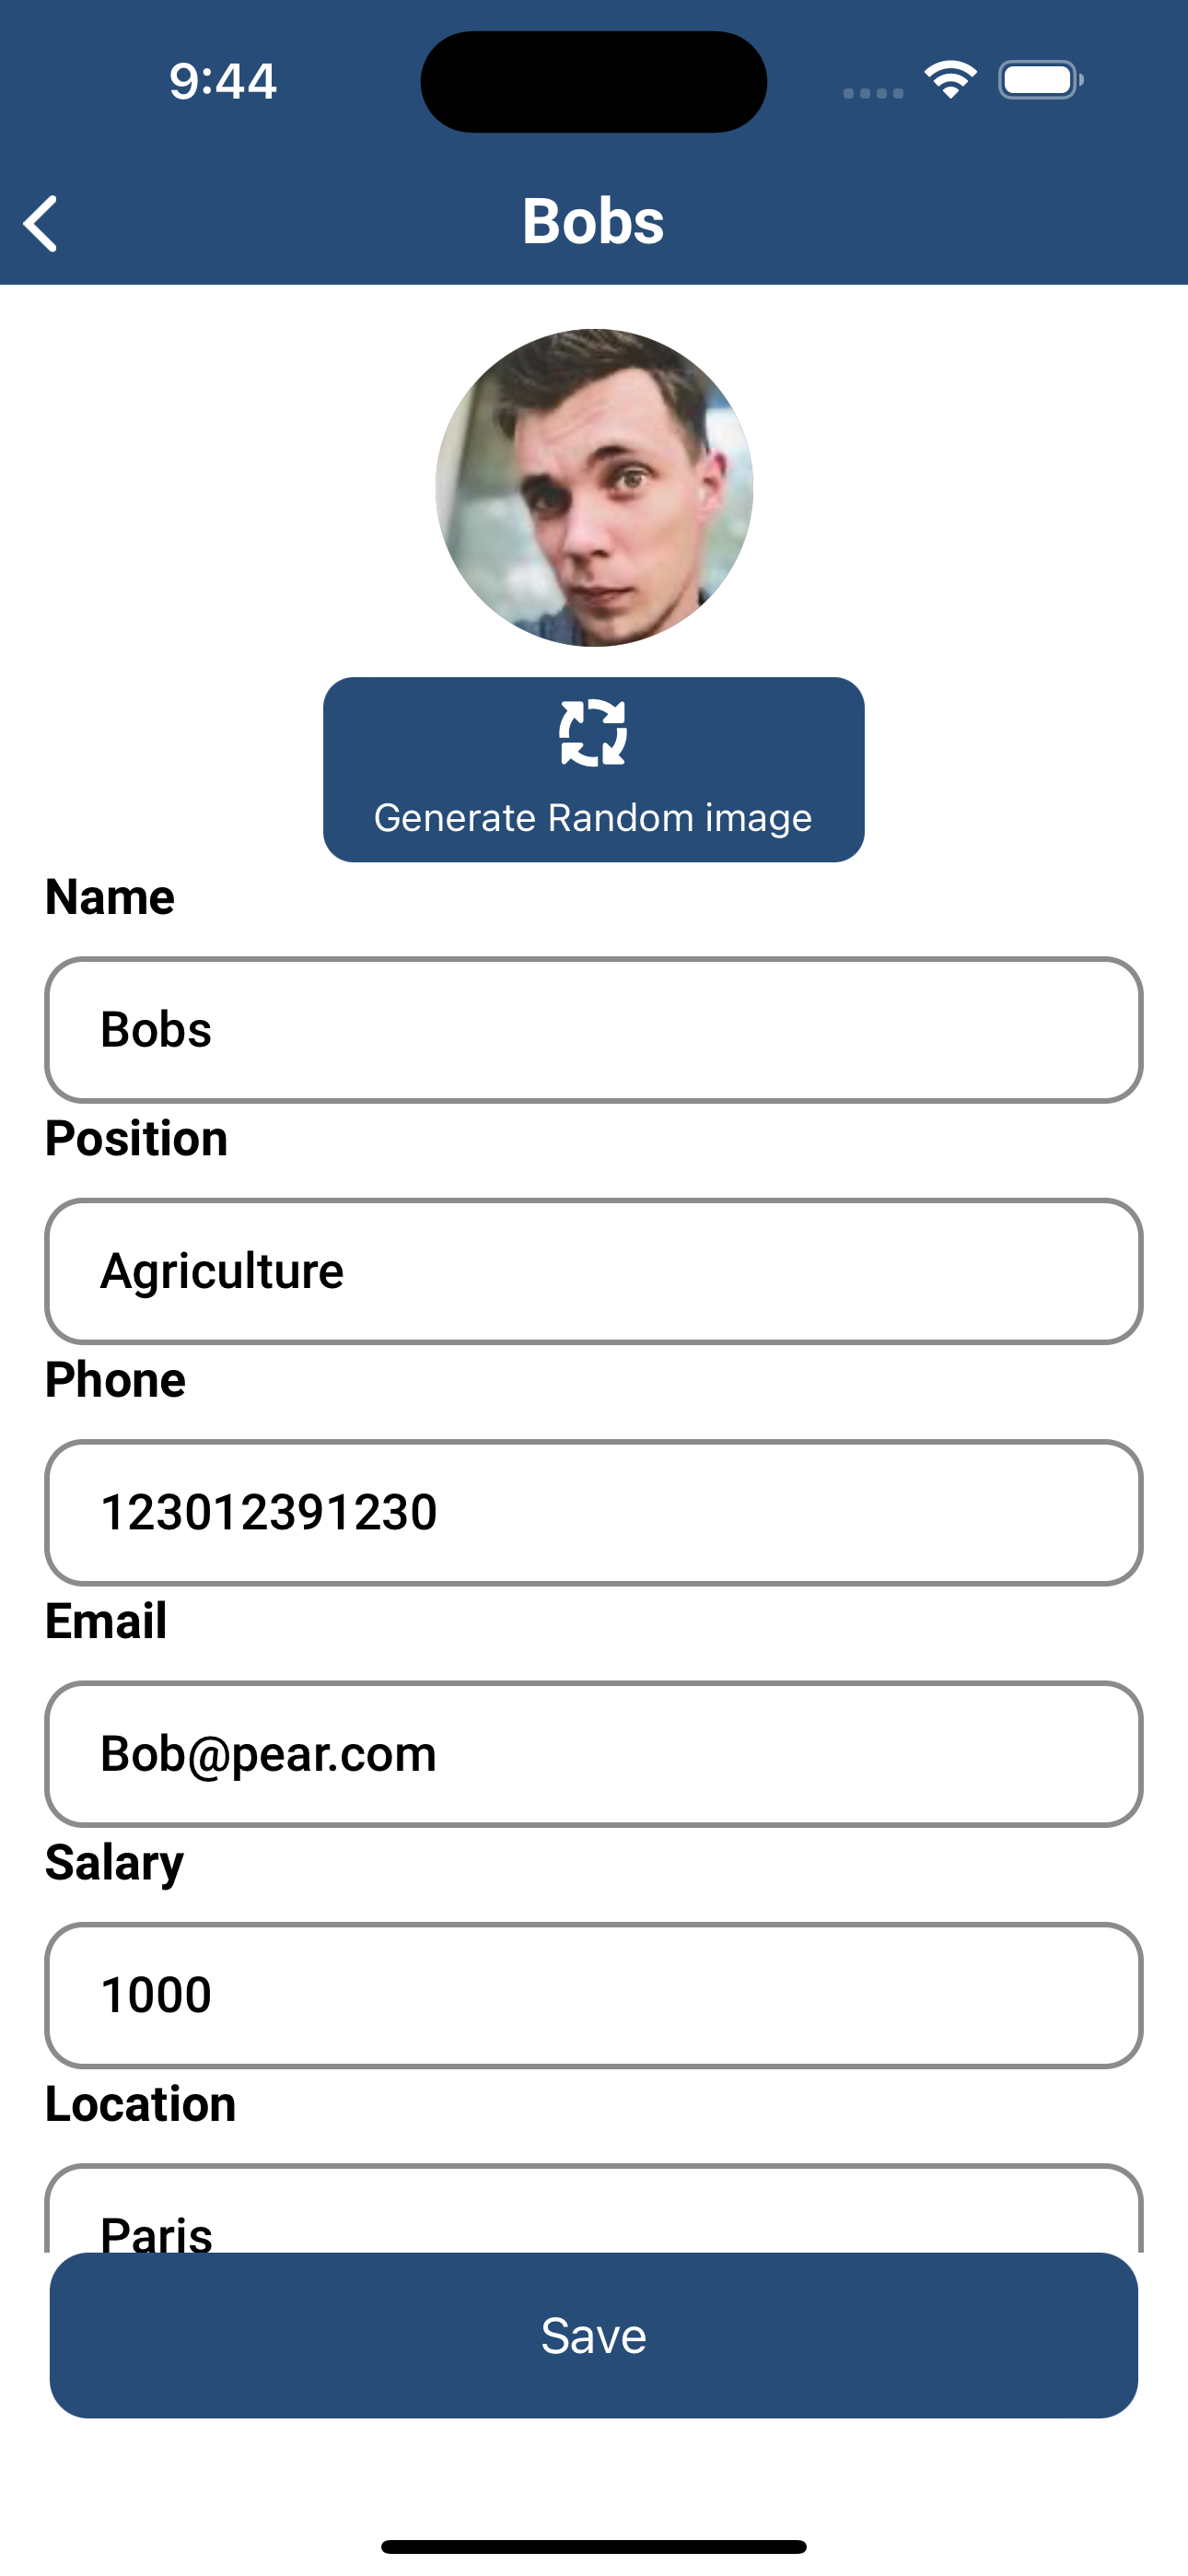 9:44
Bobs
Generate Random image
Name
Bobs
Position
Agriculture
Phone
123012391230
Email
Bob@pear.com
Salary
1000
Location
Paris
Save